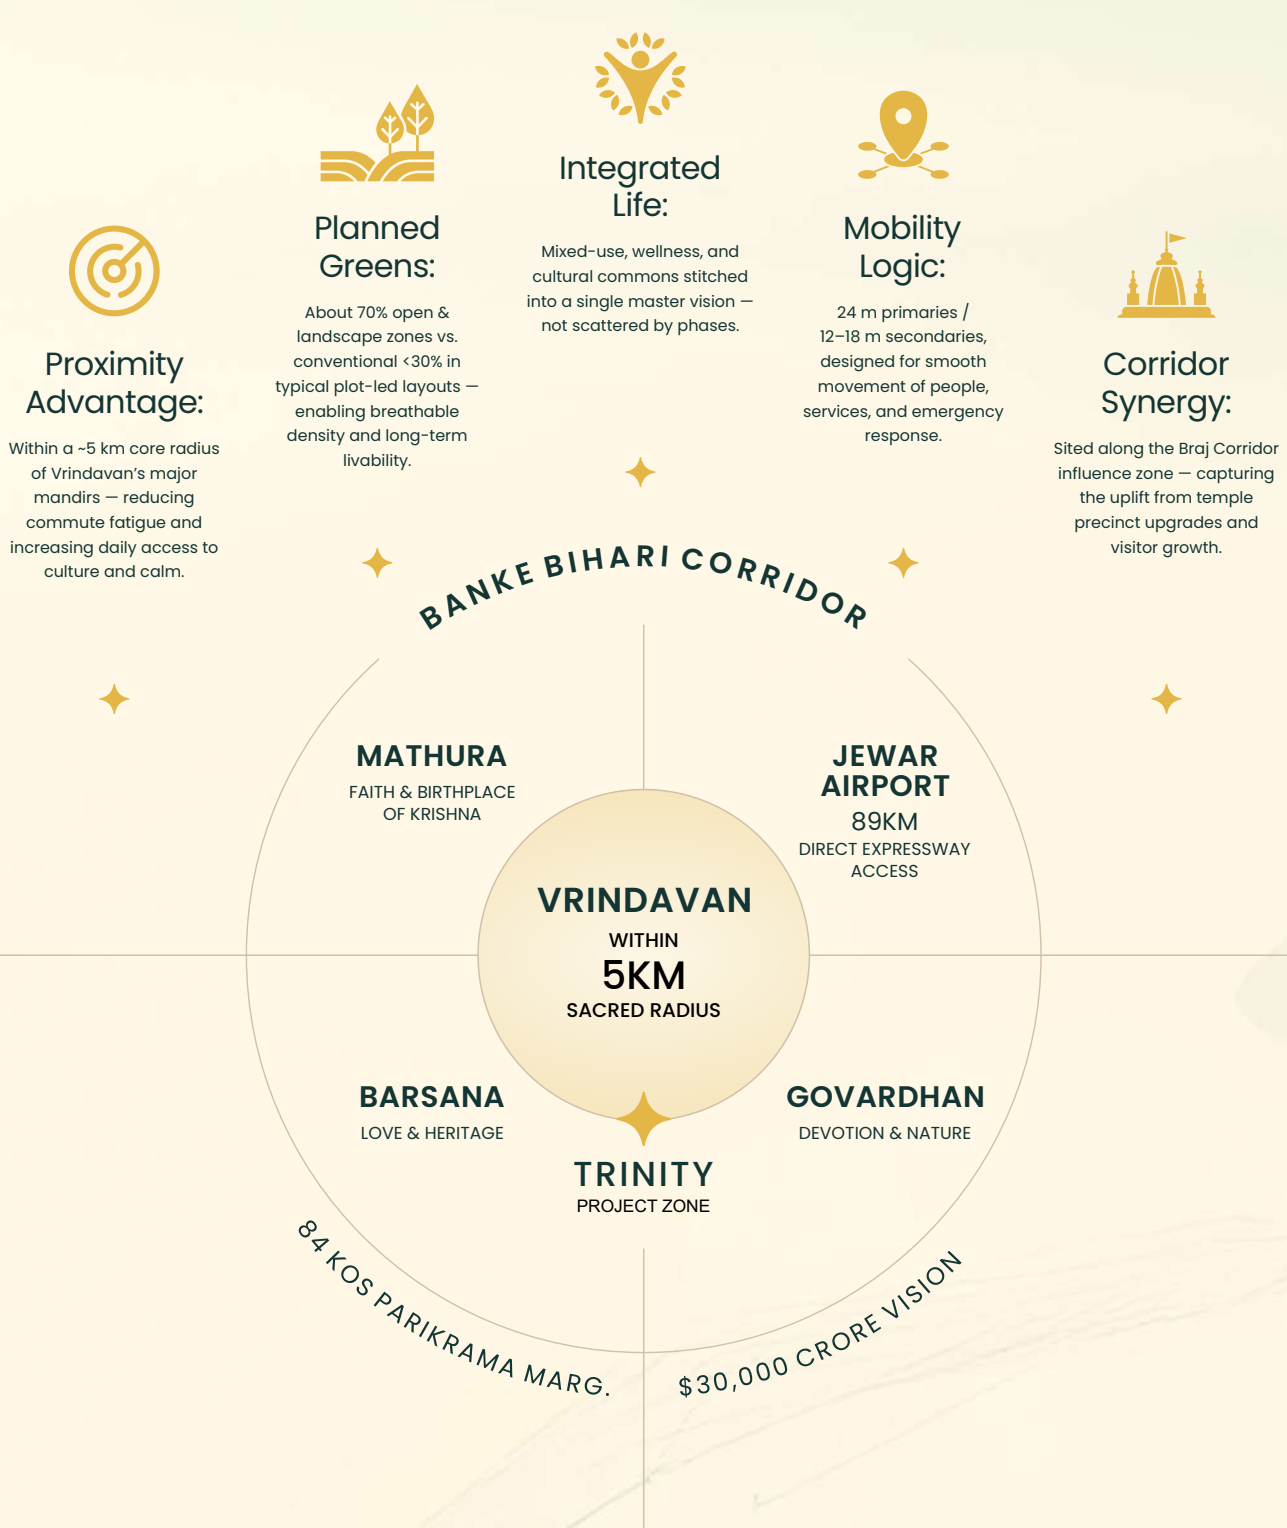 Proximity
Advantage:
Within a ~5 km core radius
of Vrindavan’s major
mandirs — reducing
commute fatigue and
increasing daily access to
culture and calm.
Planned
Greens:
About 70% open &
landscape zones vs.
conventional <30% in
typical plot-led layouts —
enabling breathable
density and long-term
livability.
Integrated
Life:
Mixed-use, wellness, and
cultural commons stitched
into a single master vision —
not scattered by phases.
Mobility
Logic:
24 m primaries /
12–18 m secondaries,
designed for smooth
movement of people,
services, and emergency
response.
Corridor
Synergy:
Sited along the Braj Corridor
influence zone — capturing
the uplift from temple
precinct upgrades and
visitor growth.
BANKE BIHARI CORRIDOR
MATHURA
FAITH & BIRTHPLACE
OF KRISHNA
JEWAR
AIRPORT
89KM
DIRECT EXPRESSWAY
ACCESS
VRINDAVAN
WITHIN
5KM
SACRED RADIUS
BARSANA
LOVE & HERITAGE
GOVARDHAN
DEVOTION & NATURE
TRINITY
PROJECT ZONE
84 KOS PARIKRAMA MARG.
$30,000 CRORE VISION